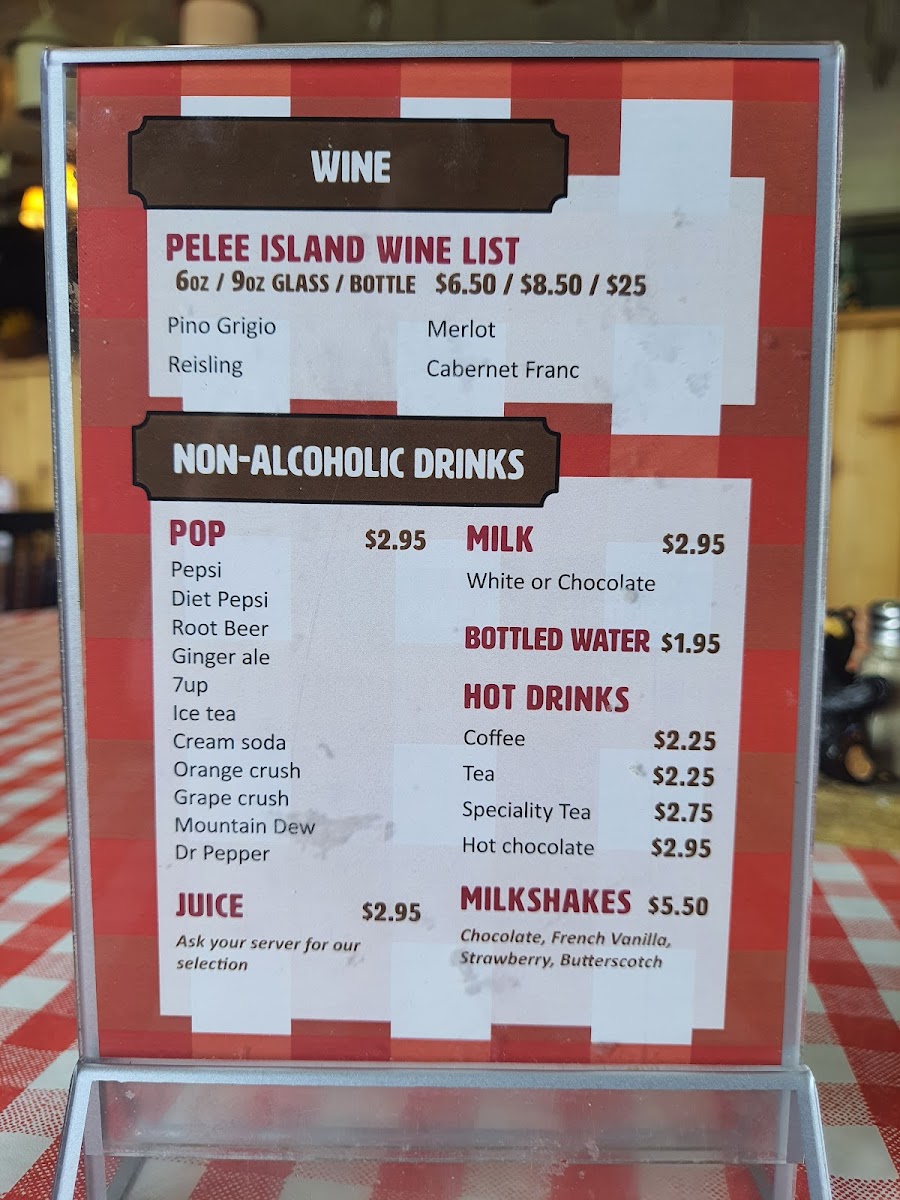 WINE
PELEE ISLAND WINE LIST
6oz / 9oz GLASS / BOTTLE $6.50 / $8.50 / $25
Pino Grigio
Reisling
Merlot
Cabernet Franc
NON-ALCOHOLIC DRINKS
POP $2.95
Pepsi
Diet Pepsi
Root Beer
Ginger ale
7up
Ice tea
Cream soda
Orange crush
Grape crush
Mountain Dew
Dr Pepper
JUICE $2.95
Ask your server for our
selection
MILK $2.95
White or Chocolate
BOTTLED WATER $1.95
HOT DRINKS
Coffee $2.25
Tea $2.25
Speciality Tea $2.75
Hot chocolate $2.95
MILKSHAKES $5.50
Chocolate, French Vanilla,
Strawberry, Butterscotch